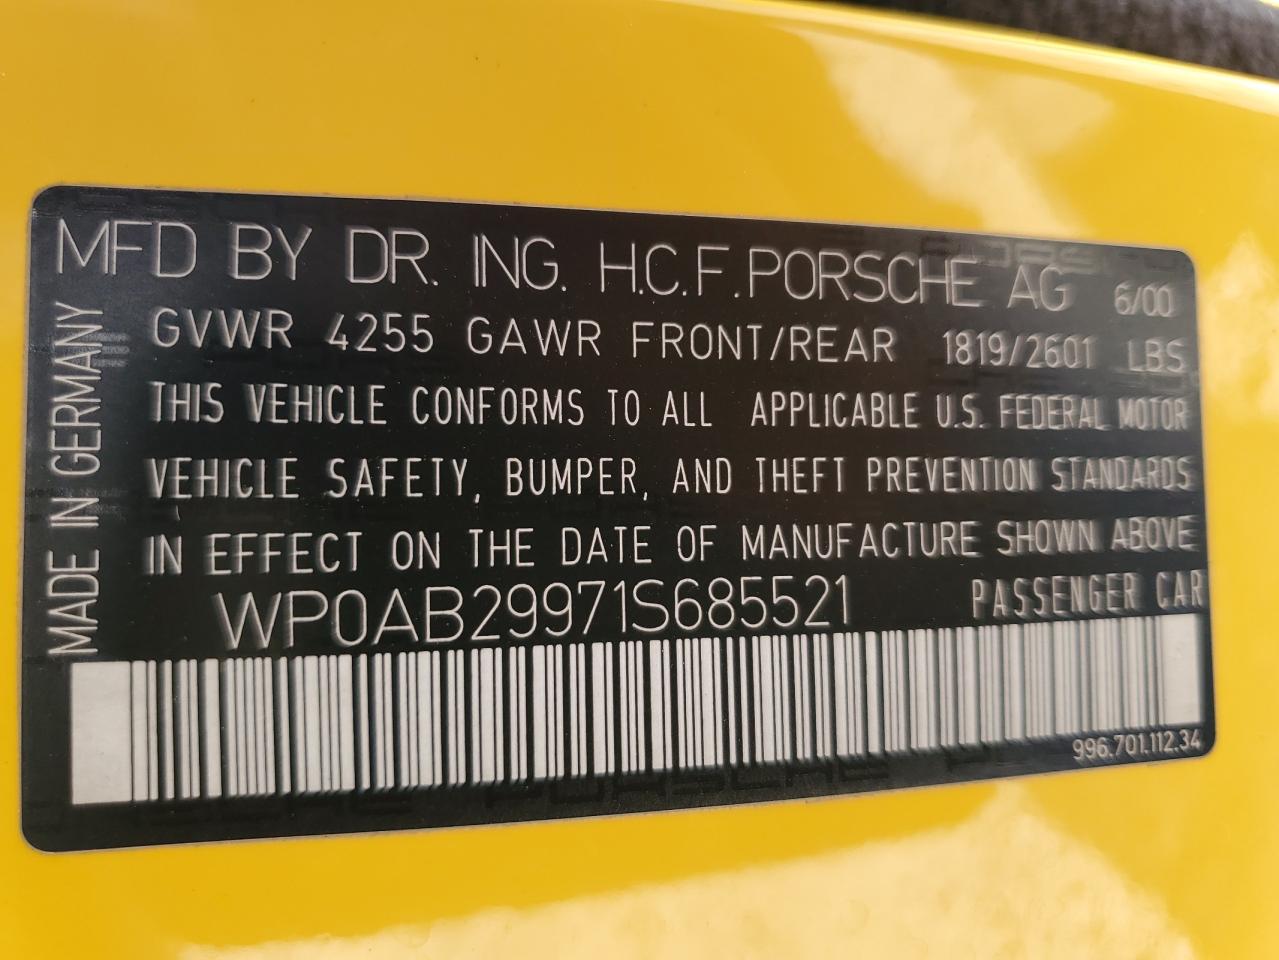 MFD BY DR. ING. H.C.F. PORSCHE AG 6/00
GVWR 4255 GAWR FRONT/REAR 1819/2601 LBS
THIS VEHICLE CONFORMS TO ALL APPLICABLE U.S. FEDERAL MOTOR
VEHICLE SAFETY, BUMPER, AND THEFT PREVENTION STANDARDS
IN EFFECT ON THE DATE OF MANUFACTURE SHOWN ABOVE
WP0AB29971S685521 PASSENGER CAR
996.701.112.34
MADE IN GERMANY